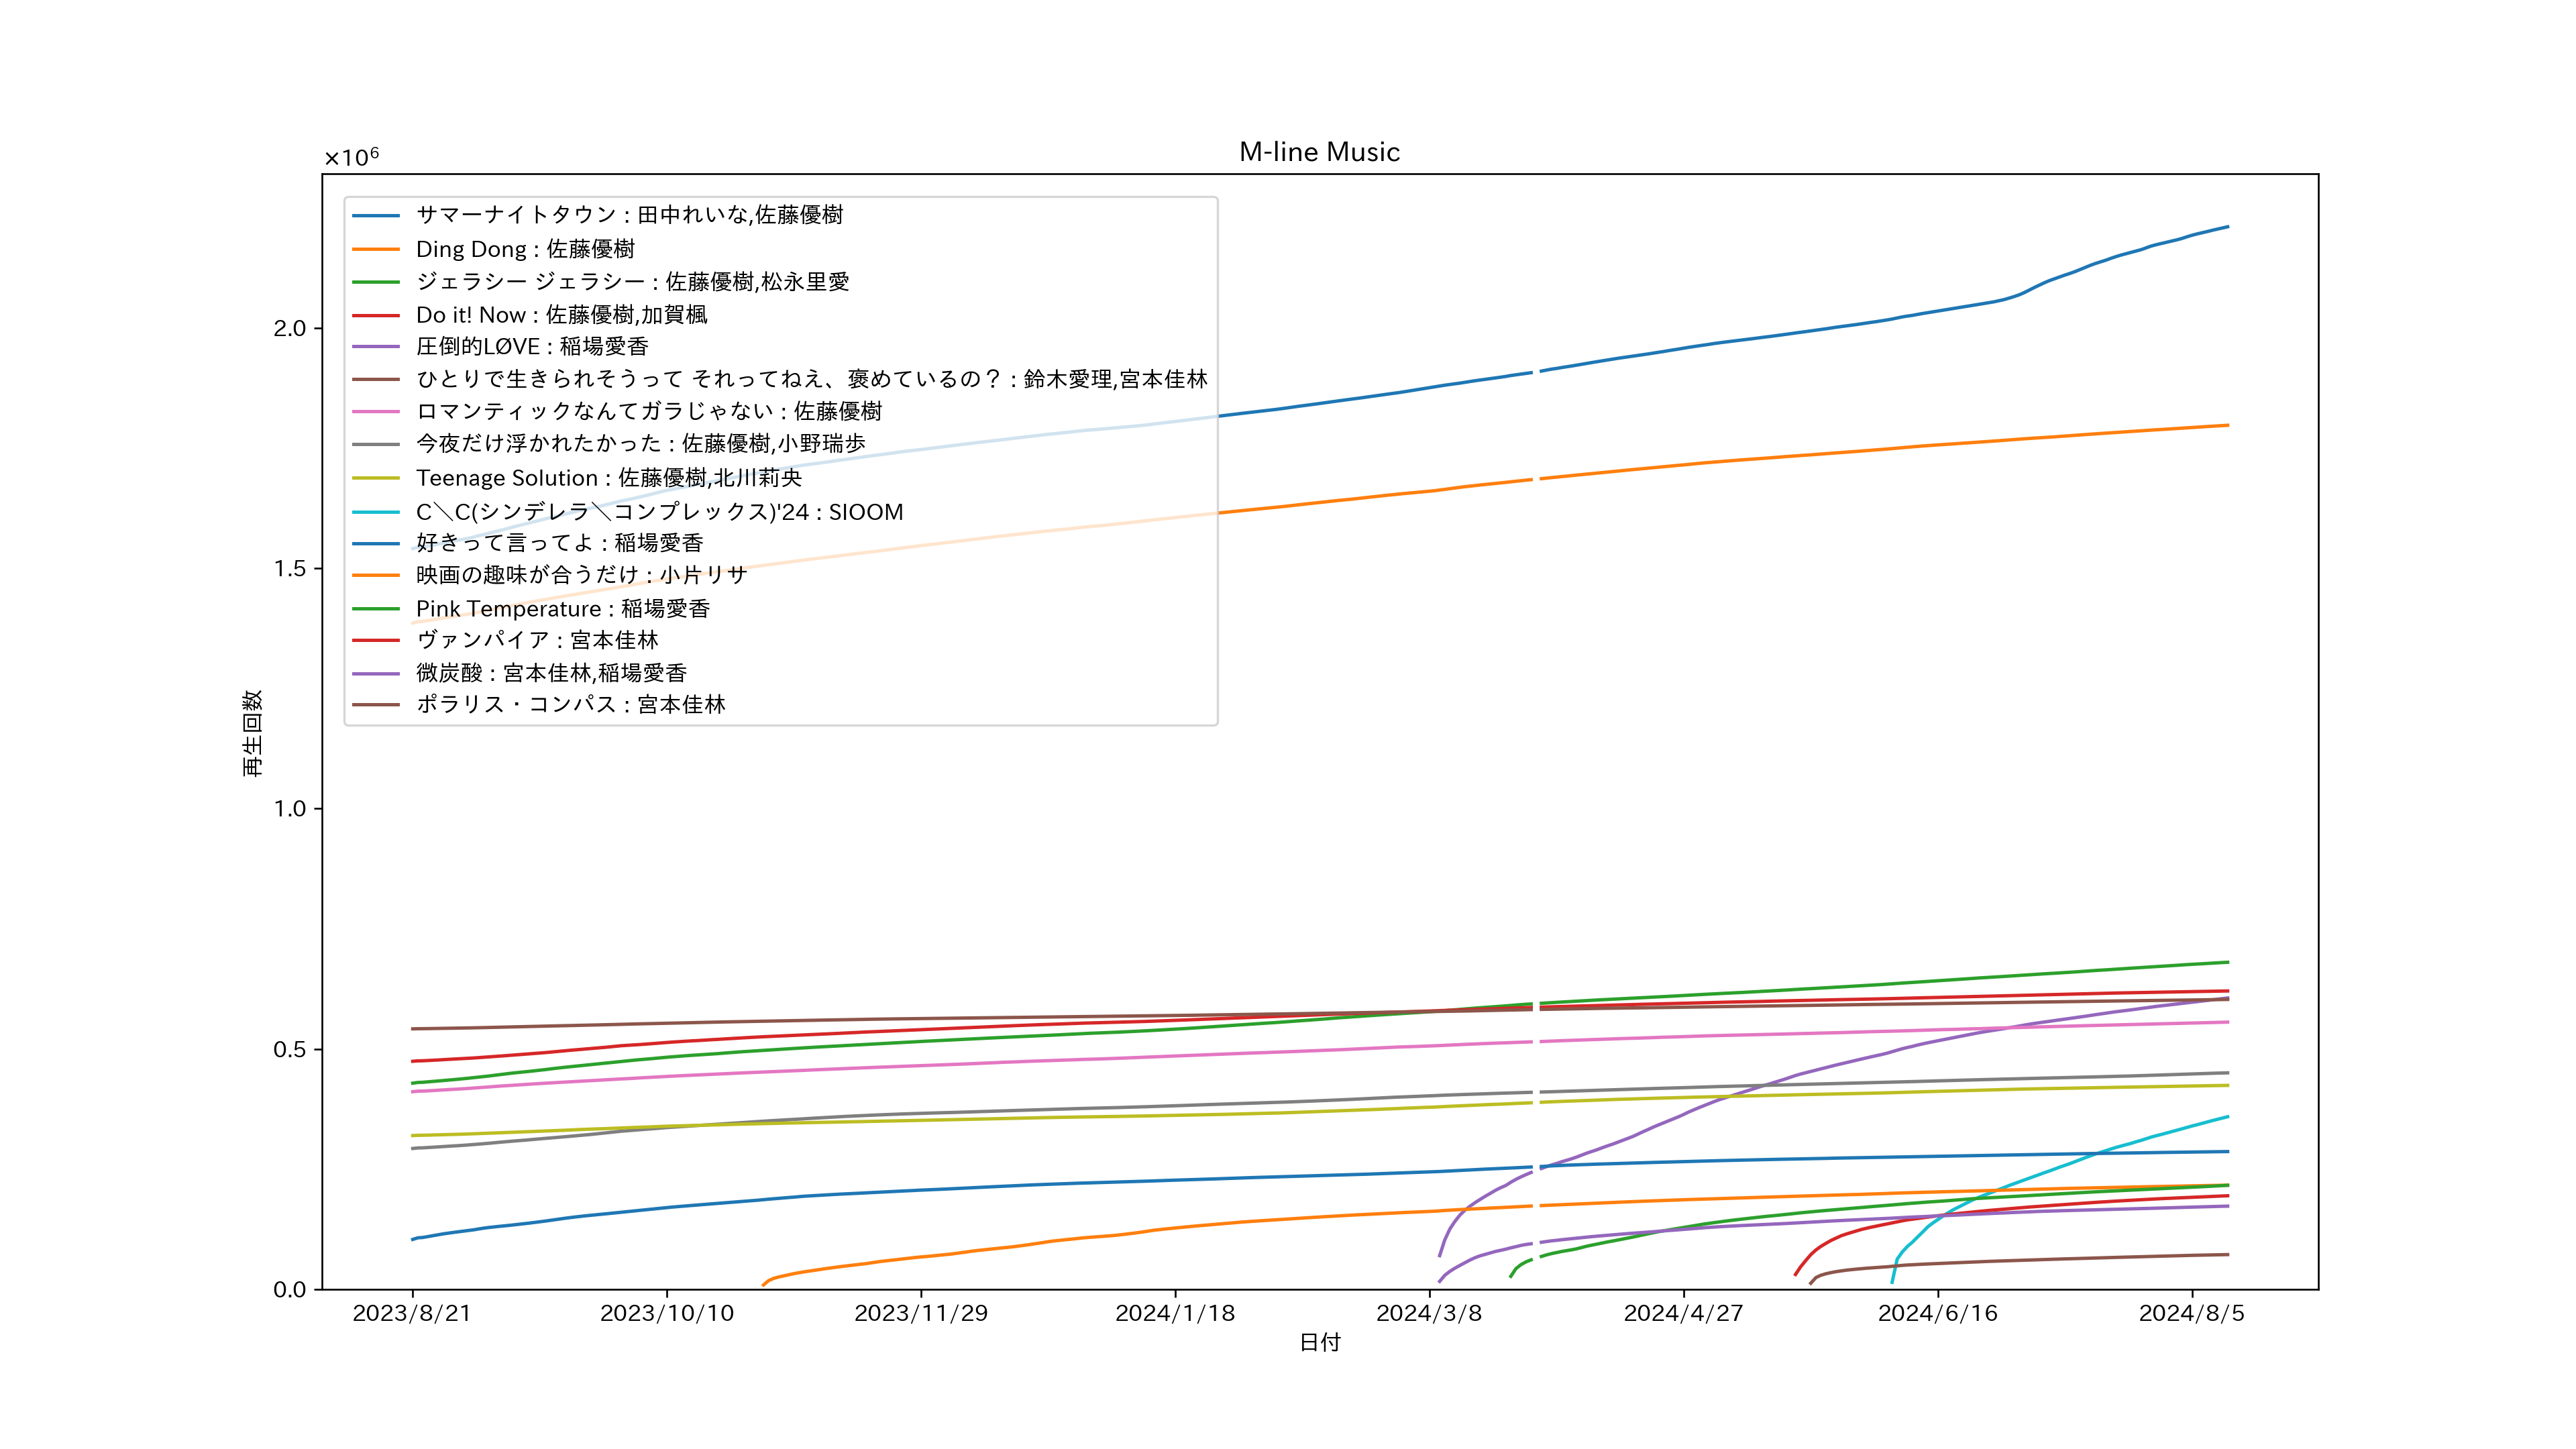 M-line Music
×10⁶
サマーナイトタウン : 田中れいな,佐藤優樹
Ding Dong : 佐藤優樹
ジェラシー ジェラシー : 佐藤優樹,松永里愛
Do it! Now : 佐藤優樹,加賀楓
圧倒的LØVE : 稲場愛香
ひとりで生きられそうって それってねえ、褒めているの? : 鈴木愛理,宮本佳林
ロマンティックなんてガラじゃない : 佐藤優樹
今夜だけ浮かれたかった : 佐藤優樹,小野瑞歩
Teenage Solution : 佐藤優樹,北川莉央
C＼C(シンデレラ＼コンプレックス)'24 : SIOOM
好きって言ってよ : 稲場愛香
映画の趣味が合うだけ : 小片リサ
Pink Temperature : 稲場愛香
ヴァンパイア : 宮本佳林
微炭酸 : 宮本佳林,稲場愛香
ポラリス・コンパス : 宮本佳林
再生回数
2.0
1.5
1.0
0.5
0.0
2023/8/21
2023/10/10
2023/11/29
2024/1/18
2024/3/8
2024/4/27
2024/6/16
2024/8/5
日付